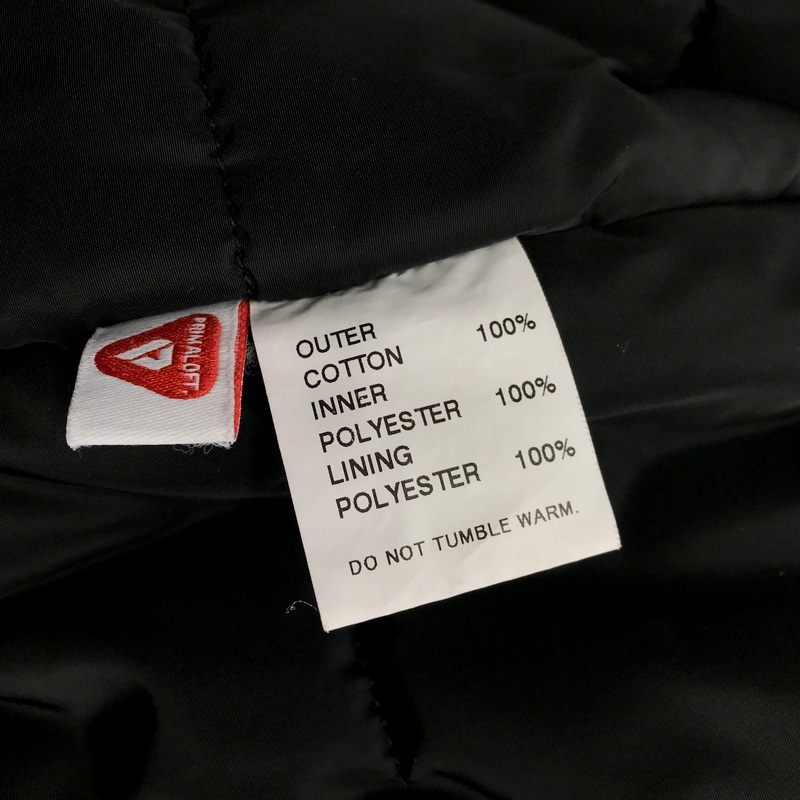 PRIMALOFT.
OUTER 100%
COTTON
INNER 100%
POLYESTER
LINING 100%
POLYESTER
DO NOT TUMBLE WARM.